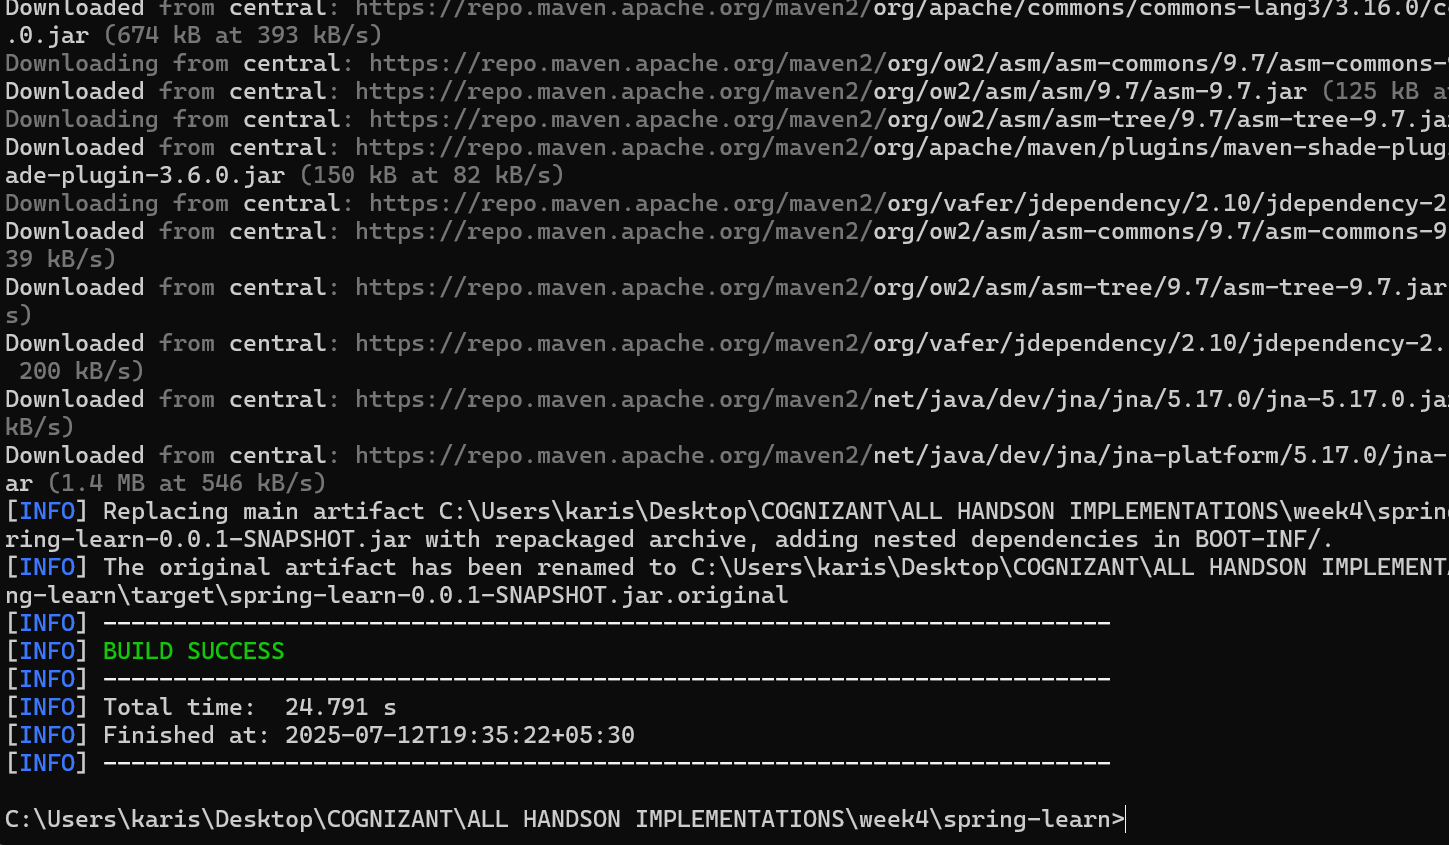 Downloaded from central: https://repo.maven.apache.org/maven2/org/apache/commons/commons-lang3/3.16.0/c
.0.jar (674 kB at 393 kB/s)
Downloading from central: https://repo.maven.apache.org/maven2/org/ow2/asm/asm-commons/9.7/asm-commons-
Downloaded from central: https://repo.maven.apache.org/maven2/org/ow2/asm/asm/9.7/asm-9.7.jar (125 kB a
Downloading from central: https://repo.maven.apache.org/maven2/org/ow2/asm/asm-tree/9.7/asm-tree-9.7.ja
Downloaded from central: https://repo.maven.apache.org/maven2/org/apache/maven/plugins/maven-shade-plug
ade-plugin-3.6.0.jar (150 kB at 82 kB/s)
Downloading from central: https://repo.maven.apache.org/maven2/org/vafer/jdependency/2.10/jdependency-2
Downloaded from central: https://repo.maven.apache.org/maven2/org/ow2/asm/asm-commons/9.7/asm-commons-9
39 kB/s)
Downloaded from central: https://repo.maven.apache.org/maven2/org/ow2/asm/asm-tree/9.7/asm-tree-9.7.jar
s)
Downloaded from central: https://repo.maven.apache.org/maven2/org/vafer/jdependency/2.10/jdependency-2.
200 kB/s)
Downloaded from central: https://repo.maven.apache.org/maven2/net/java/dev/jna/jna/5.17.0/jna-5.17.0.ja
kB/s)
Downloaded from central: https://repo.maven.apache.org/maven2/net/java/dev/jna/jna-platform/5.17.0/jna-
ar (1.4 MB at 546 kB/s)
[INFO] Replacing main artifact C:\Users\karis\Desktop\COGNIZANT\ALL HANDSON IMPLEMENTATIONS\week4\spring
ring-learn-0.0.1-SNAPSHOT.jar with repackaged archive, adding nested dependencies in BOOT-INF/.
[INFO] The original artifact has been renamed to C:\Users\karis\Desktop\COGNIZANT\ALL HANDSON IMPLEMENT
ng-learn\target\spring-learn-0.0.1-SNAPSHOT.jar.original
[INFO] ------------------------------------------------------------------------
[INFO] BUILD SUCCESS
[INFO] ------------------------------------------------------------------------
[INFO] Total time:  24.791 s
[INFO] Finished at: 2025-07-12T19:35:22+05:30
[INFO] ------------------------------------------------------------------------
C:\Users\karis\Desktop\COGNIZANT\ALL HANDSON IMPLEMENTATIONS\week4\spring-learn>